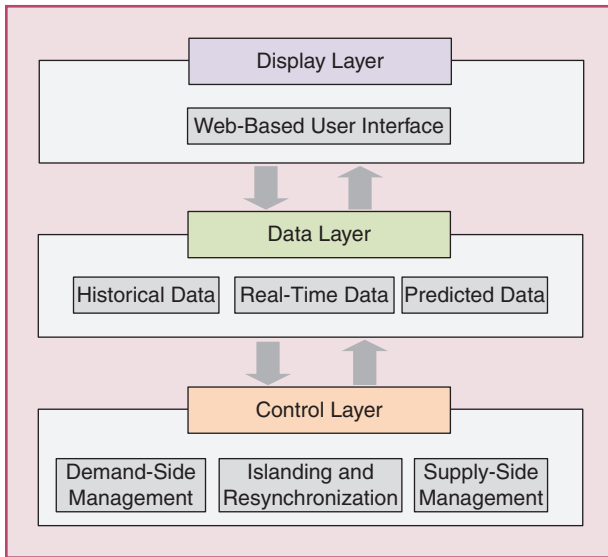 Display Layer
Web-Based User Interface
Data Layer
Historical Data
Real-Time Data
Predicted Data
Control Layer
Demand-Side
Management
Islanding and
Resynchronization
Supply-Side
Management